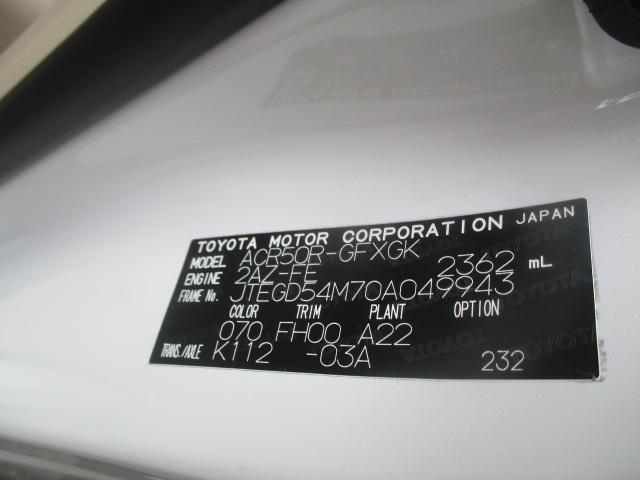 TOYOTA MOTOR CORPORATION JAPAN
MODEL ACR50R-GFXGK
ENGINE 2AZ-FE 2362 mL
FRAME No. JTEGD54M70A049943
COLOR TRIM PLANT OPTION
070 FH00 A22
TRANS./AXLE K112 -03A 232